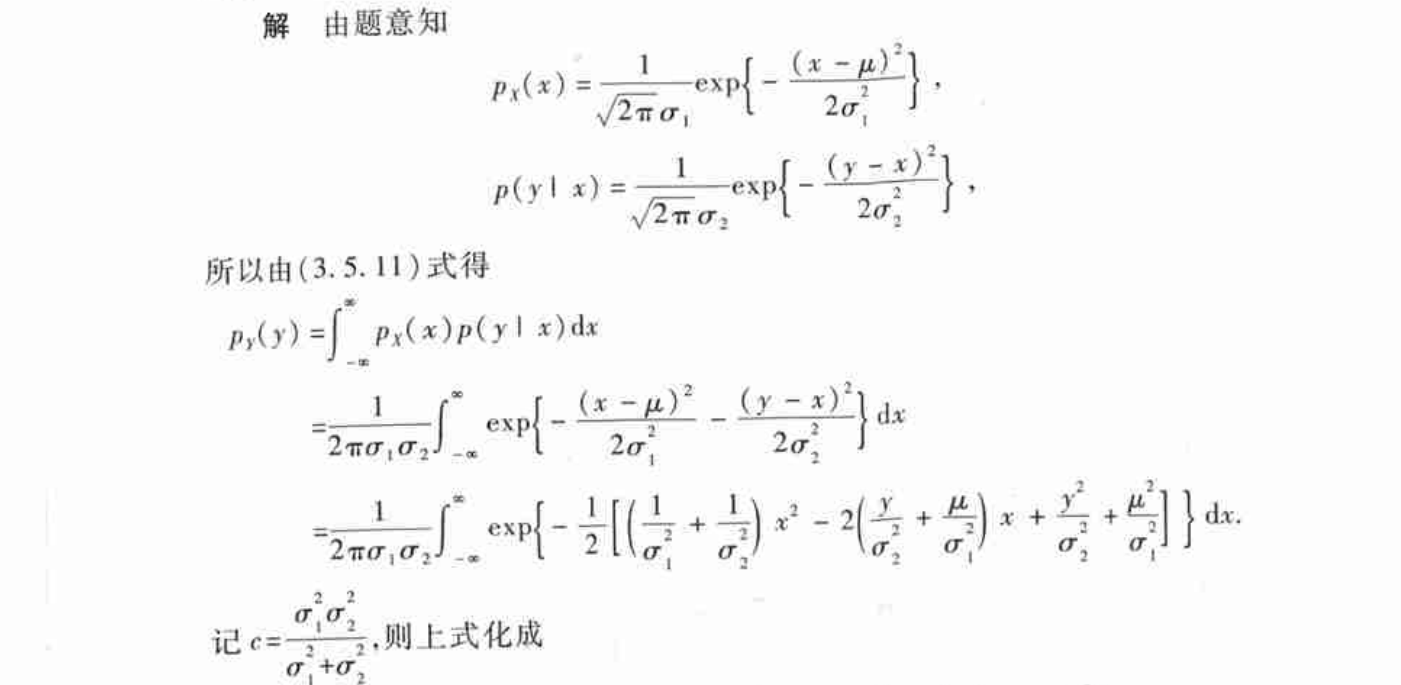 解 由题意知
p_X(x) = \frac{1}{\sqrt{2\pi}\sigma_1}\exp\left\{-\frac{(x-\mu)^2}{2\sigma_1^2}\right\},
p(y|x) = \frac{1}{\sqrt{2\pi}\sigma_2}\exp\left\{-\frac{(y-x)^2}{2\sigma_2^2}\right\},
所以由(3.5.11)式得
p_Y(y) = \int_{-\infty}^{\infty} p_X(x)p(y|x)dx
= \frac{1}{2\pi\sigma_1\sigma_2}\int_{-\infty}^{\infty}\exp\left\{-\frac{(x-\mu)^2}{2\sigma_1^2}-\frac{(y-x)^2}{2\sigma_2^2}\right\}dx
= \frac{1}{2\pi\sigma_1\sigma_2}\int_{-\infty}^{\infty}\exp\left\{-\frac{1}{2}\left[\left(\frac{1}{\sigma_1^2}+\frac{1}{\sigma_2^2}\right)x^2-2\left(\frac{y}{\sigma_2^2}+\frac{\mu}{\sigma_1^2}\right)x+\frac{y^2}{\sigma_2^2}+\frac{\mu^2}{\sigma_1^2}\right]\right\}dx.
记 c=\frac{\sigma_1^2\sigma_2^2}{\sigma_1^2+\sigma_2^2},则上式化成